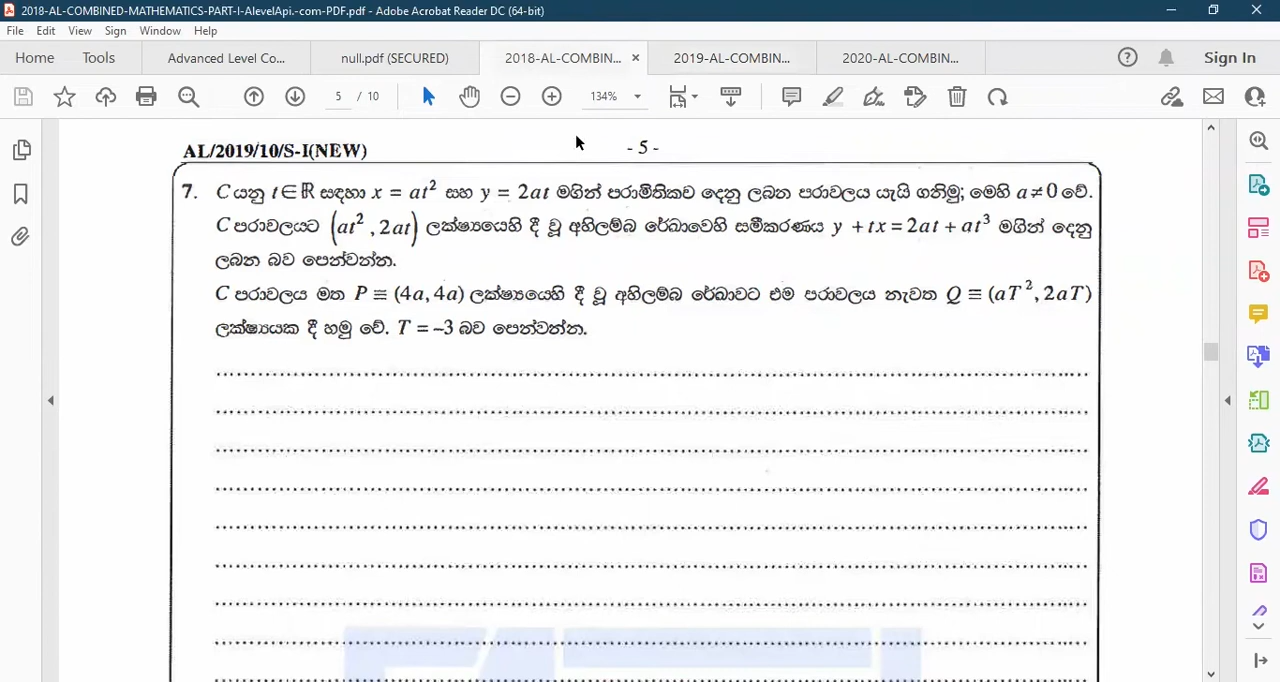 2018-AL-COMBINED-MATHEMATICS-PART-I-AlevelApi.-com-PDF.pdf - Adobe Acrobat Reader DC (64-bit)
File Edit View Sign Window Help
Home Tools Advanced Level Co... null.pdf (SECURED) 2018-AL-COMBIN... × 2019-AL-COMBIN... 2020-AL-COMBIN... Sign In
5 / 10 134%
AL/2019/10/S-I(NEW) - 5 -
7. C යනු t ∈ ℝ සඳහා x = at² සහ y = 2at මගින් පරාමිතිකව දෙනු ලබන පරාවලය යැයි ගනිමු; මෙහි a ≠ 0 වේ.
C පරාවලයට (at², 2at) ලක්ෂ්‍යයෙහි දී වූ අභිලම්බ රේඛාවෙහි සමීකරණය y + tx = 2at + at³ මගින් දෙනු
ලබන බව පෙන්වන්න.
C පරාවලය මත P ≡ (4a, 4a) ලක්ෂ්‍යයෙහි දී වූ අභිලම්බ රේඛාවට එම පරාවලය නැවත Q ≡ (aT², 2aT)
ලක්ෂ්‍යයක දී හමු වේ. T = –3 බව පෙන්වන්න.